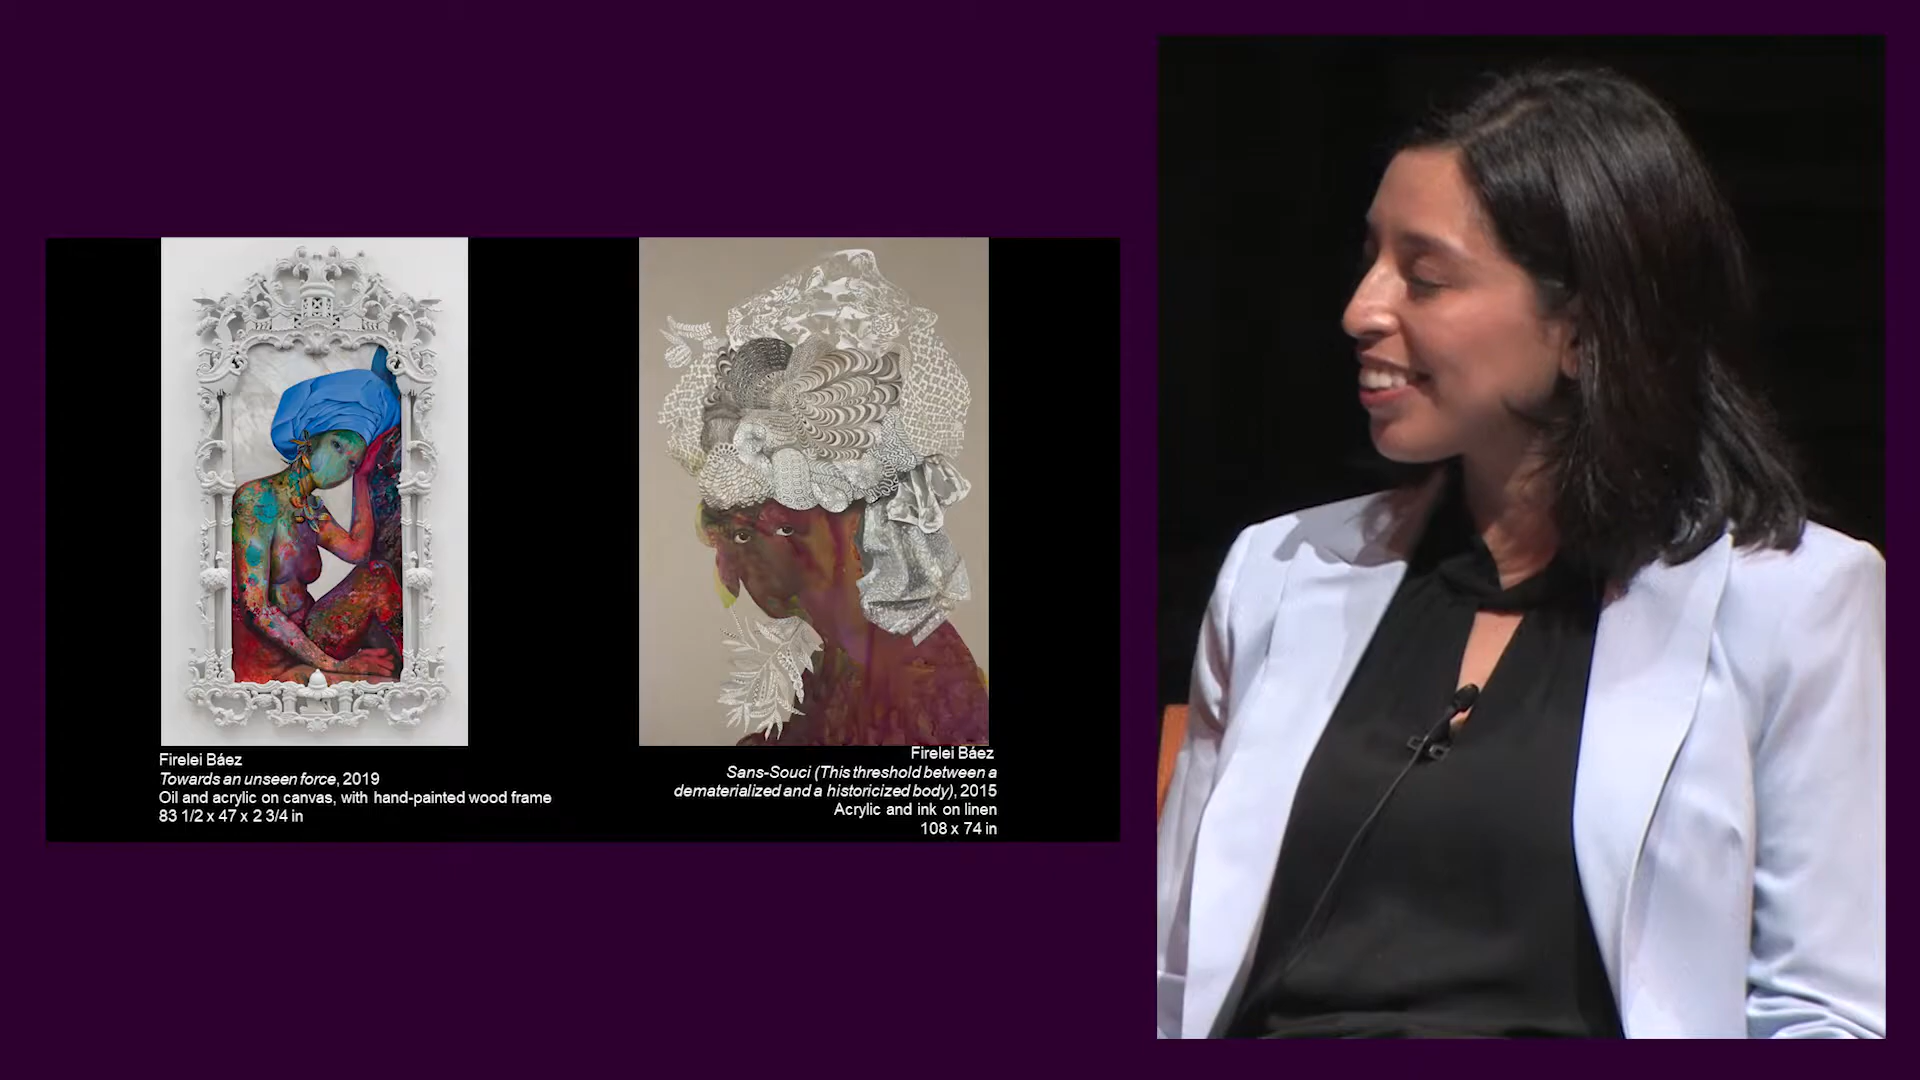 Firelei Báez
Towards an unseen force, 2019
Oil and acrylic on canvas, with hand-painted wood frame
83 1/2 x 47 x 2 3/4 in
Firelei Báez
Sans-Souci (This threshold between a
dematerialized and a historicized body), 2015
Acrylic and ink on linen
108 x 74 in